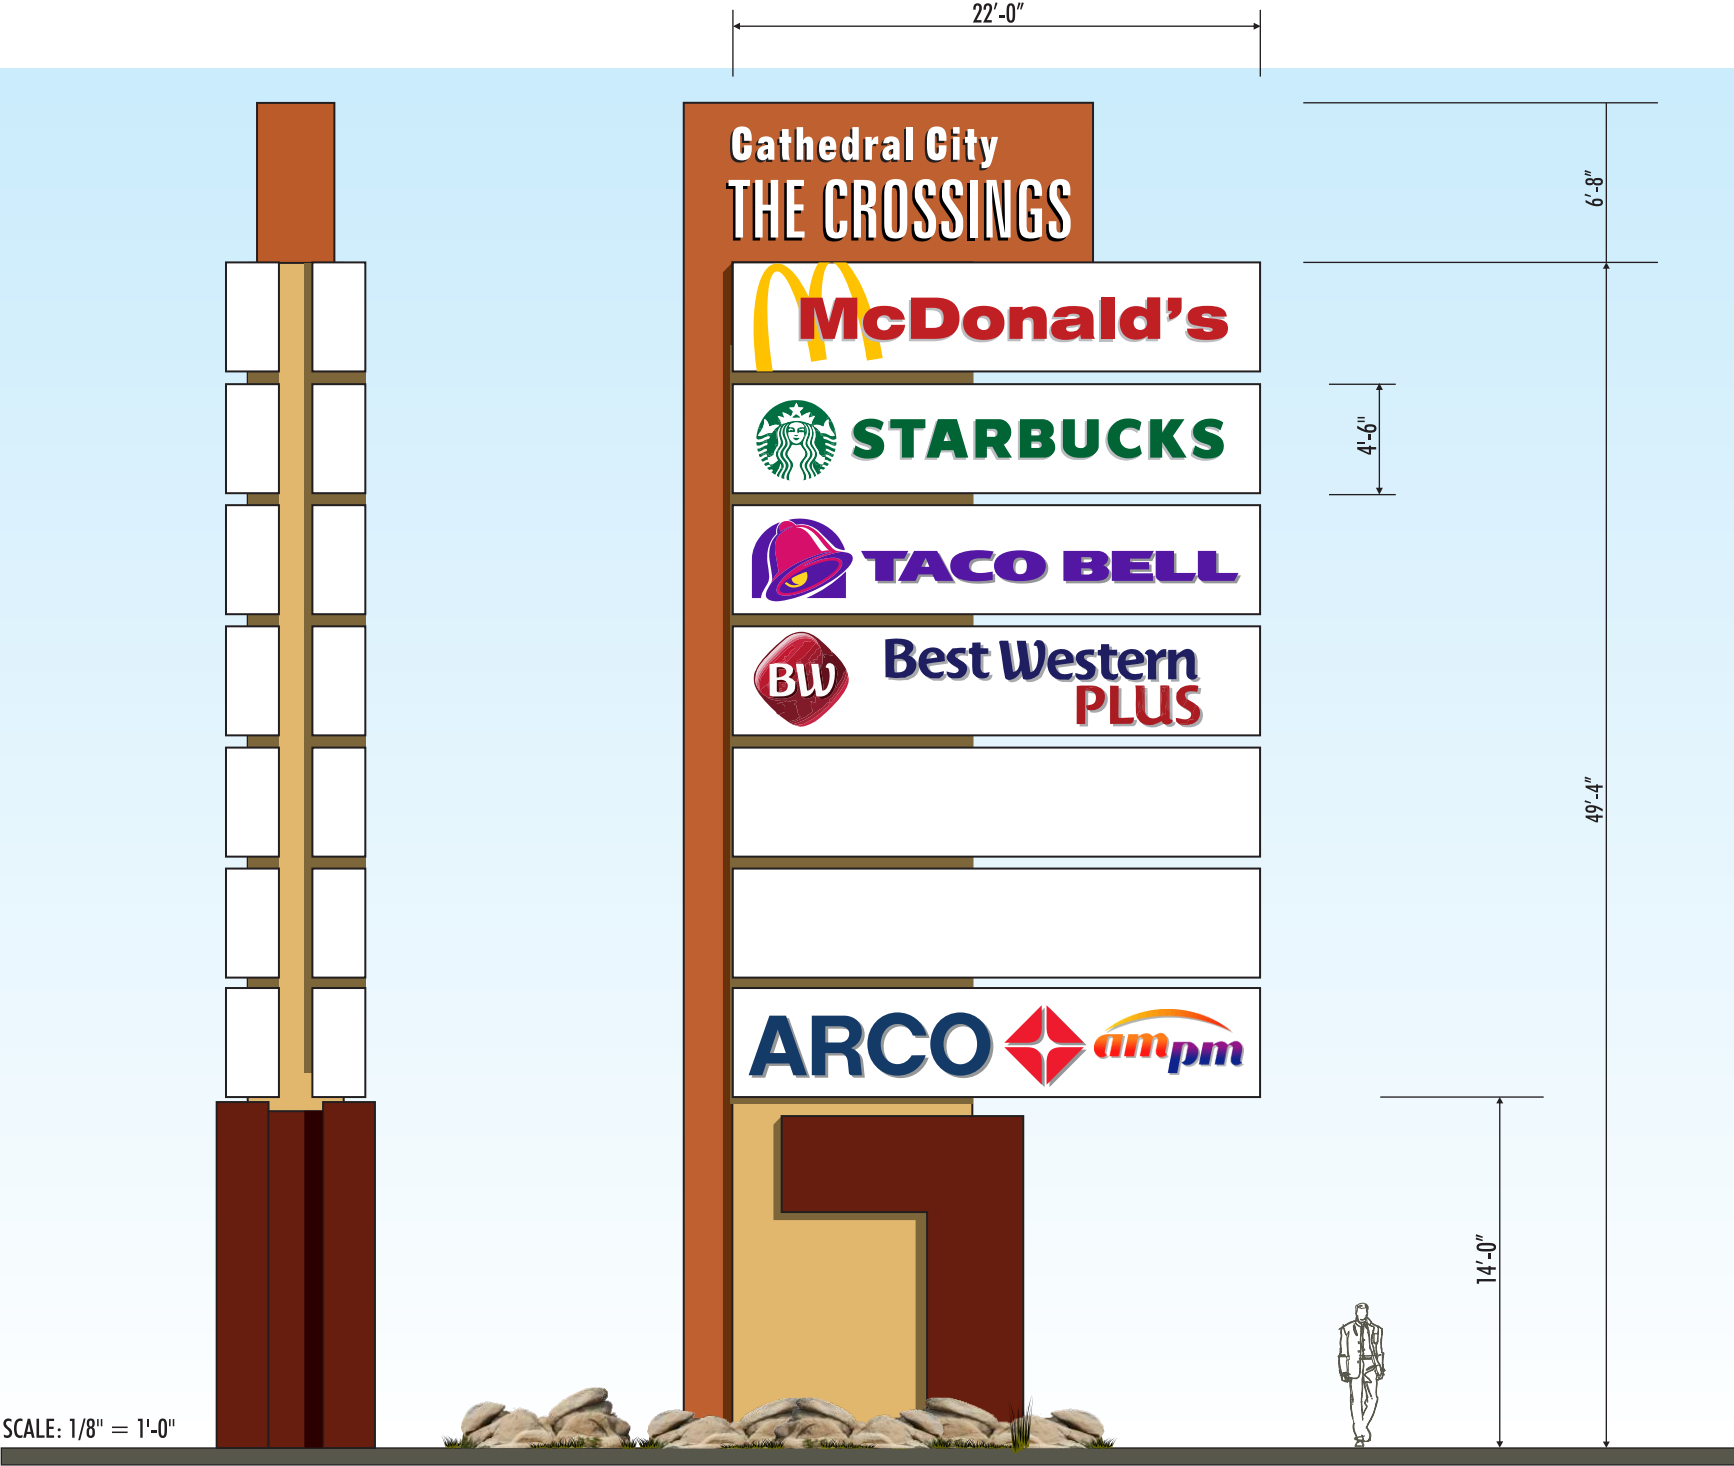 22'-0"
Cathedral City
THE CROSSINGS
6'-8"
McDonald's
STARBUCKS
4'-6"
TACO BELL
BW
Best Western
PLUS
49'-4"
ARCO ampm
14'-0"
SCALE: 1/8" = 1'-0"